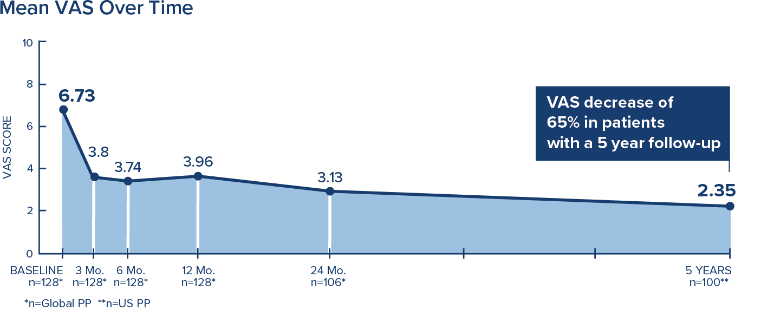 Mean VAS Over Time
10
8
6
4
2
0
VAS SCORE
6.73
3.8
3.74
3.96
3.13
2.35
VAS decrease of
65% in patients
with a 5 year follow-up
BASELINE 3 Mo. 6 Mo. 12 Mo. 24 Mo. 5 YEARS
n=128* n=128* n=128* n=128* n=106* n=100**
*n=Global PP **n=US PP